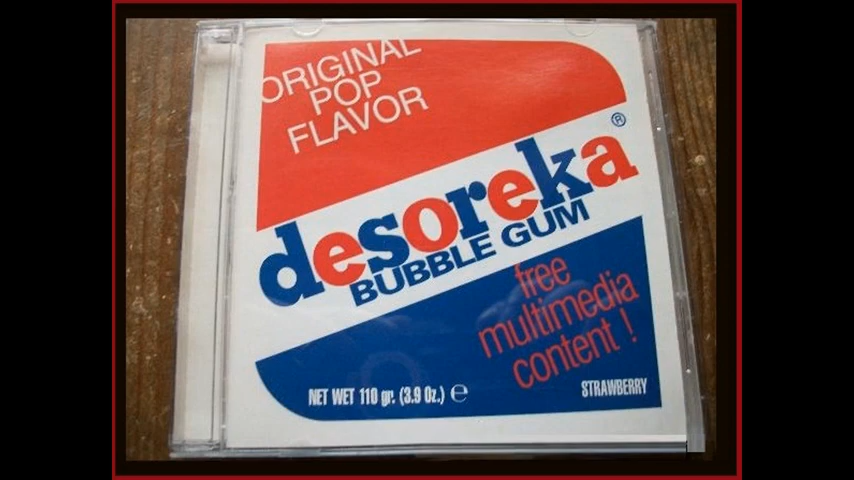 ORIGINAL
POP
FLAVOR
desoreka®
BUBBLE GUM
free
multimedia
content !
NET WET 110 gr. (3.9 Oz.) ℮
STRAWBERRY